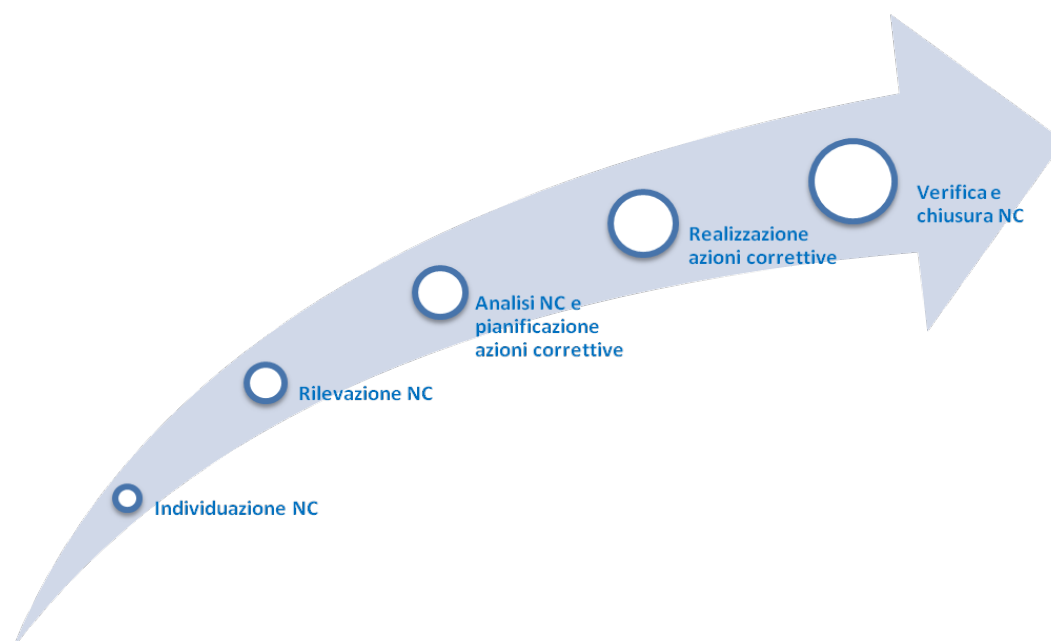 Individuazione NC
Rilevazione NC
Analisi NC e
pianificazione
azioni correttive
Realizzazione
azioni correttive
Verifica e
chiusura NC